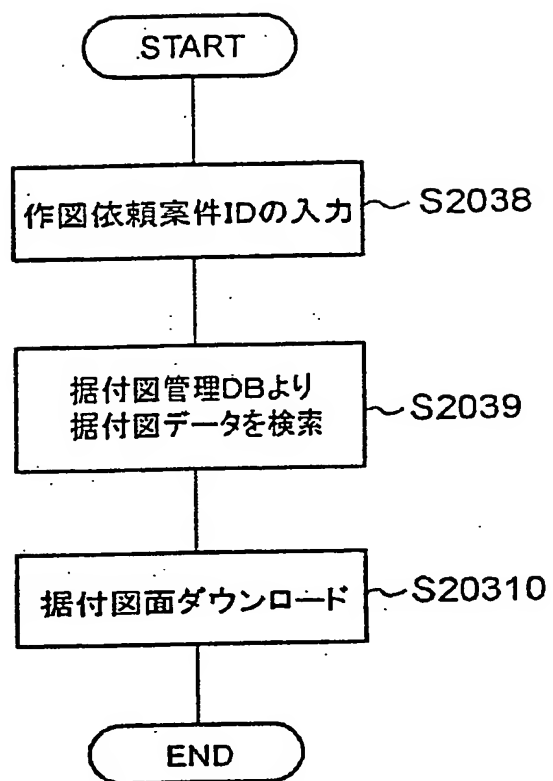 START
作図依頼案件IDの入力
S2038
据付図管理DBより
据付図データを検索
S2039
据付図面ダウンロード
S20310
END